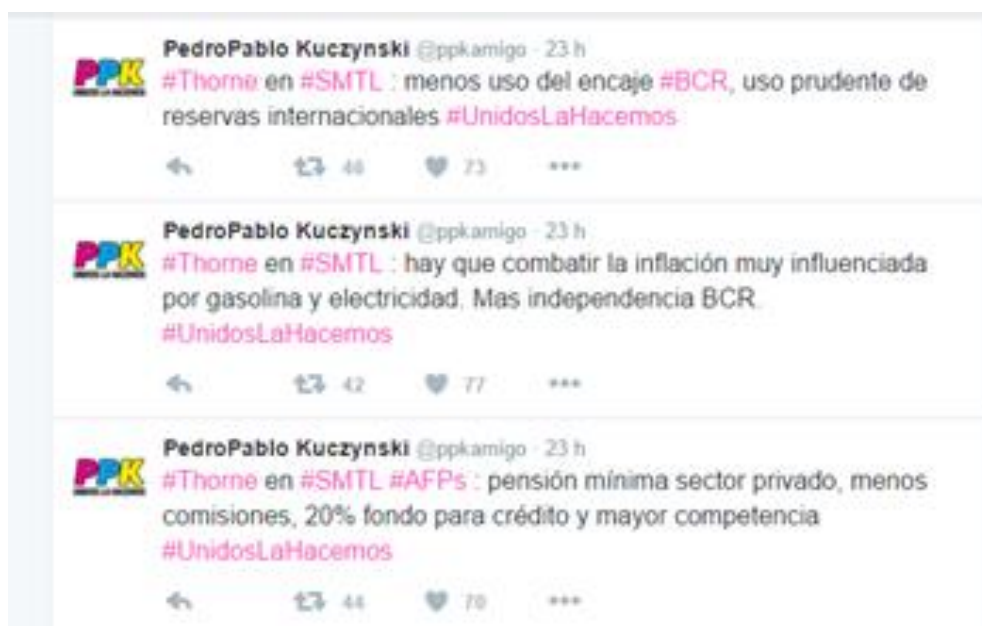 PedroPablo Kuczynski @ppkamigo · 23 h
PPK
#Thorne en #SMTL : menos uso del encaje #BCR, uso prudente de
reservas internacionales #UnidosLaHacemos
46 73
PedroPablo Kuczynski @ppkamigo · 23 h
PPK
#Thorne en #SMTL : hay que combatir la inflación muy influenciada
por gasolina y electricidad. Mas independencia BCR.
#UnidosLaHacemos
42 77
PedroPablo Kuczynski @ppkamigo · 23 h
PPK
#Thorne en #SMTL #AFPs : pensión mínima sector privado, menos
comisiones, 20% fondo para crédito y mayor competencia
#UnidosLaHacemos
44 70